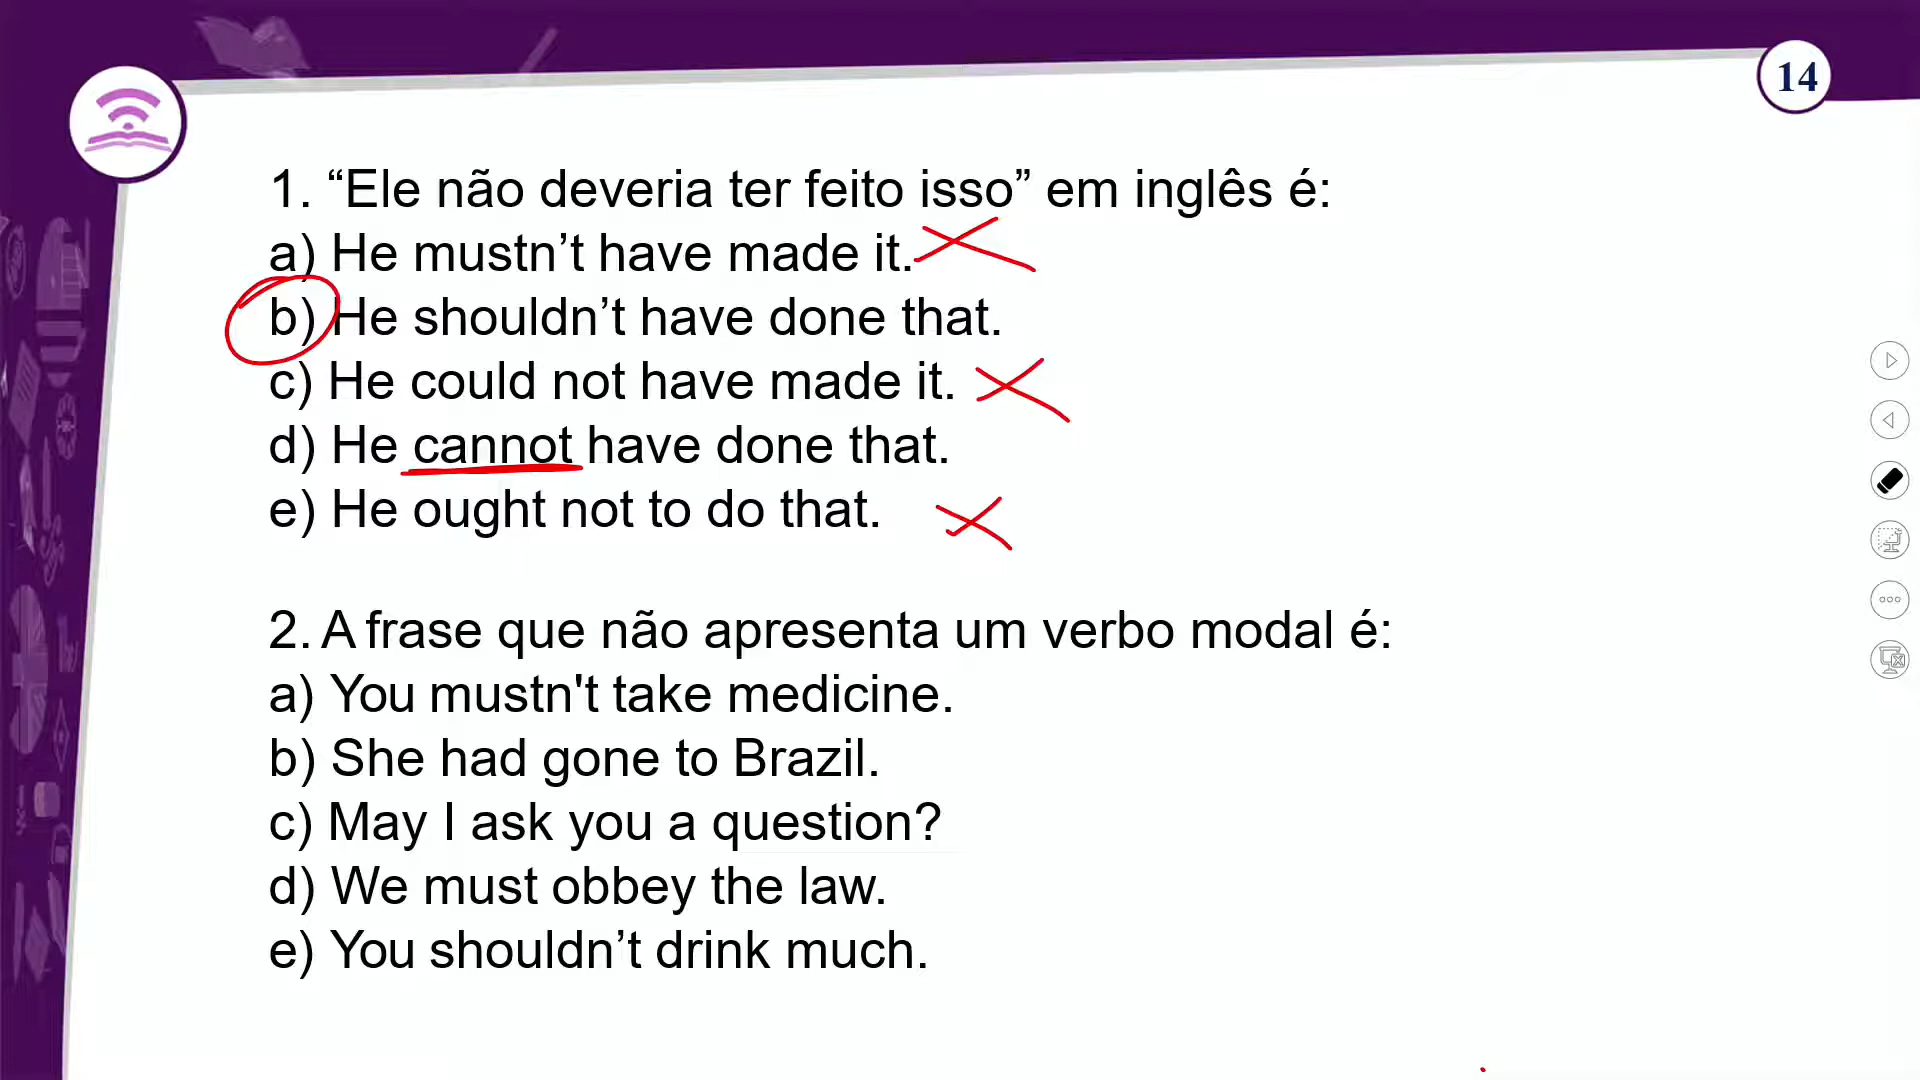 14
1. “Ele não deveria ter feito isso” em inglês é:
a) He mustn’t have made it.
b) He shouldn’t have done that.
c) He could not have made it.
d) He cannot have done that.
e) He ought not to do that.
2. A frase que não apresenta um verbo modal é:
a) You mustn't take medicine.
b) She had gone to Brazil.
c) May I ask you a question?
d) We must obbey the law.
e) You shouldn’t drink much.